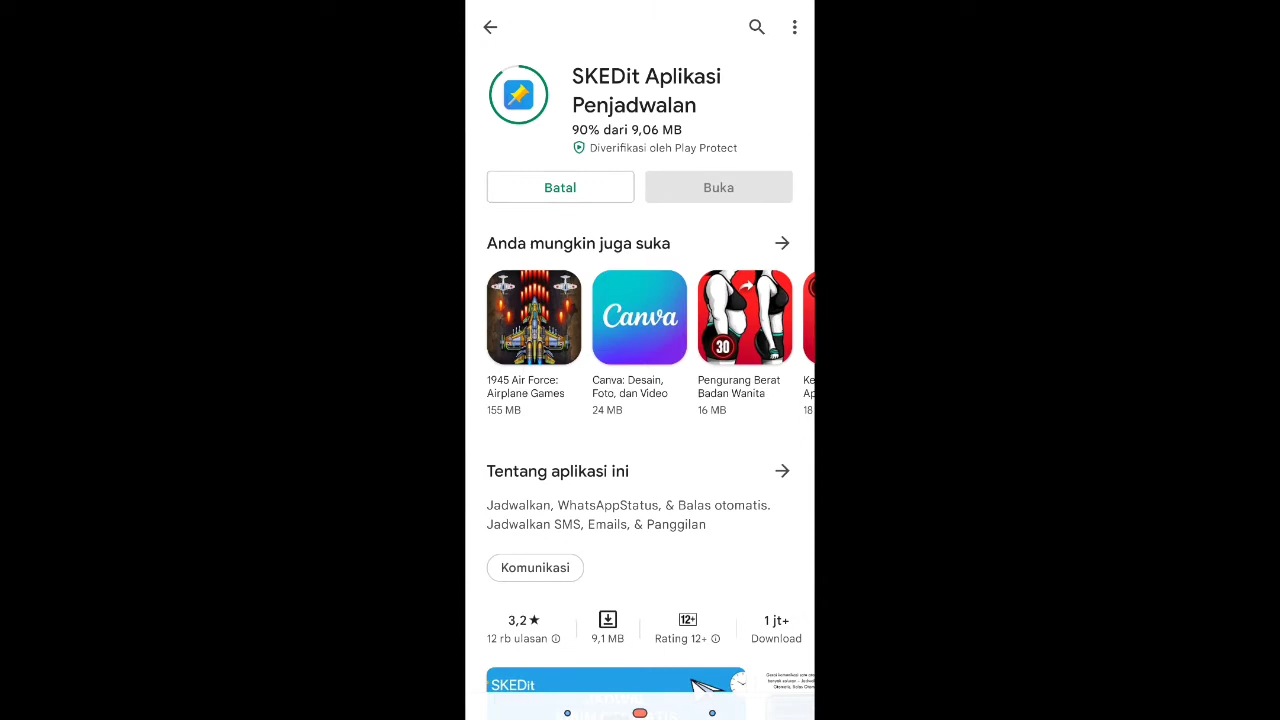 SKEDit Aplikasi
Penjadwalan
90% dari 9,06 MB
Diverifikasi oleh Play Protect
Batal
Buka
Anda mungkin juga suka
Canva
30
1945 Air Force:
Airplane Games
155 MB
Canva: Desain,
Foto, dan Video
24 MB
Pengurang Berat
Badan Wanita
16 MB
Ke
Ap
18
Tentang aplikasi ini
Jadwalkan, WhatsAppStatus, & Balas otomatis.
Jadwalkan SMS, Emails, & Panggilan
Komunikasi
3,2★
12 rb ulasan
9,1 MB
12+
Rating 12+
1 jt+
Download
SKEDit